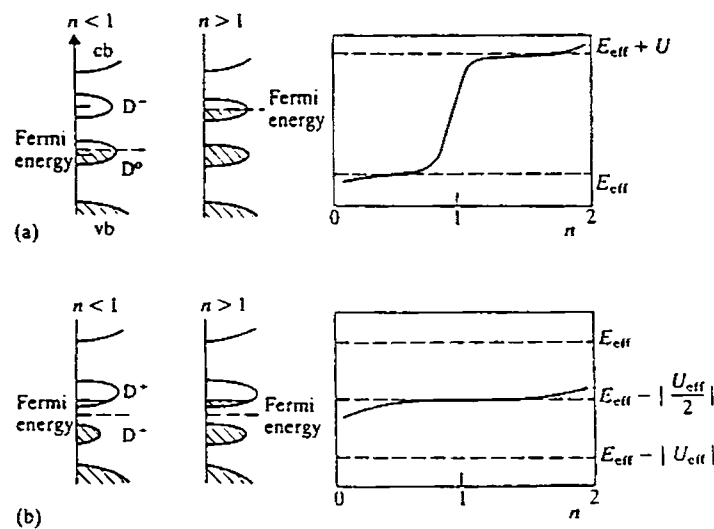 n < 1
n > 1
cb
D⁻
Fermi
energy
D⁰
vb
Fermi
energy
E_eff + U
E_eff
0
1
2
n
(a)
n < 1
n > 1
D⁺
Fermi
energy
Fermi
energy
E_eff
E_eff − | U_eff / 2 |
E_eff − | U_eff |
0
1
2
n
(b)